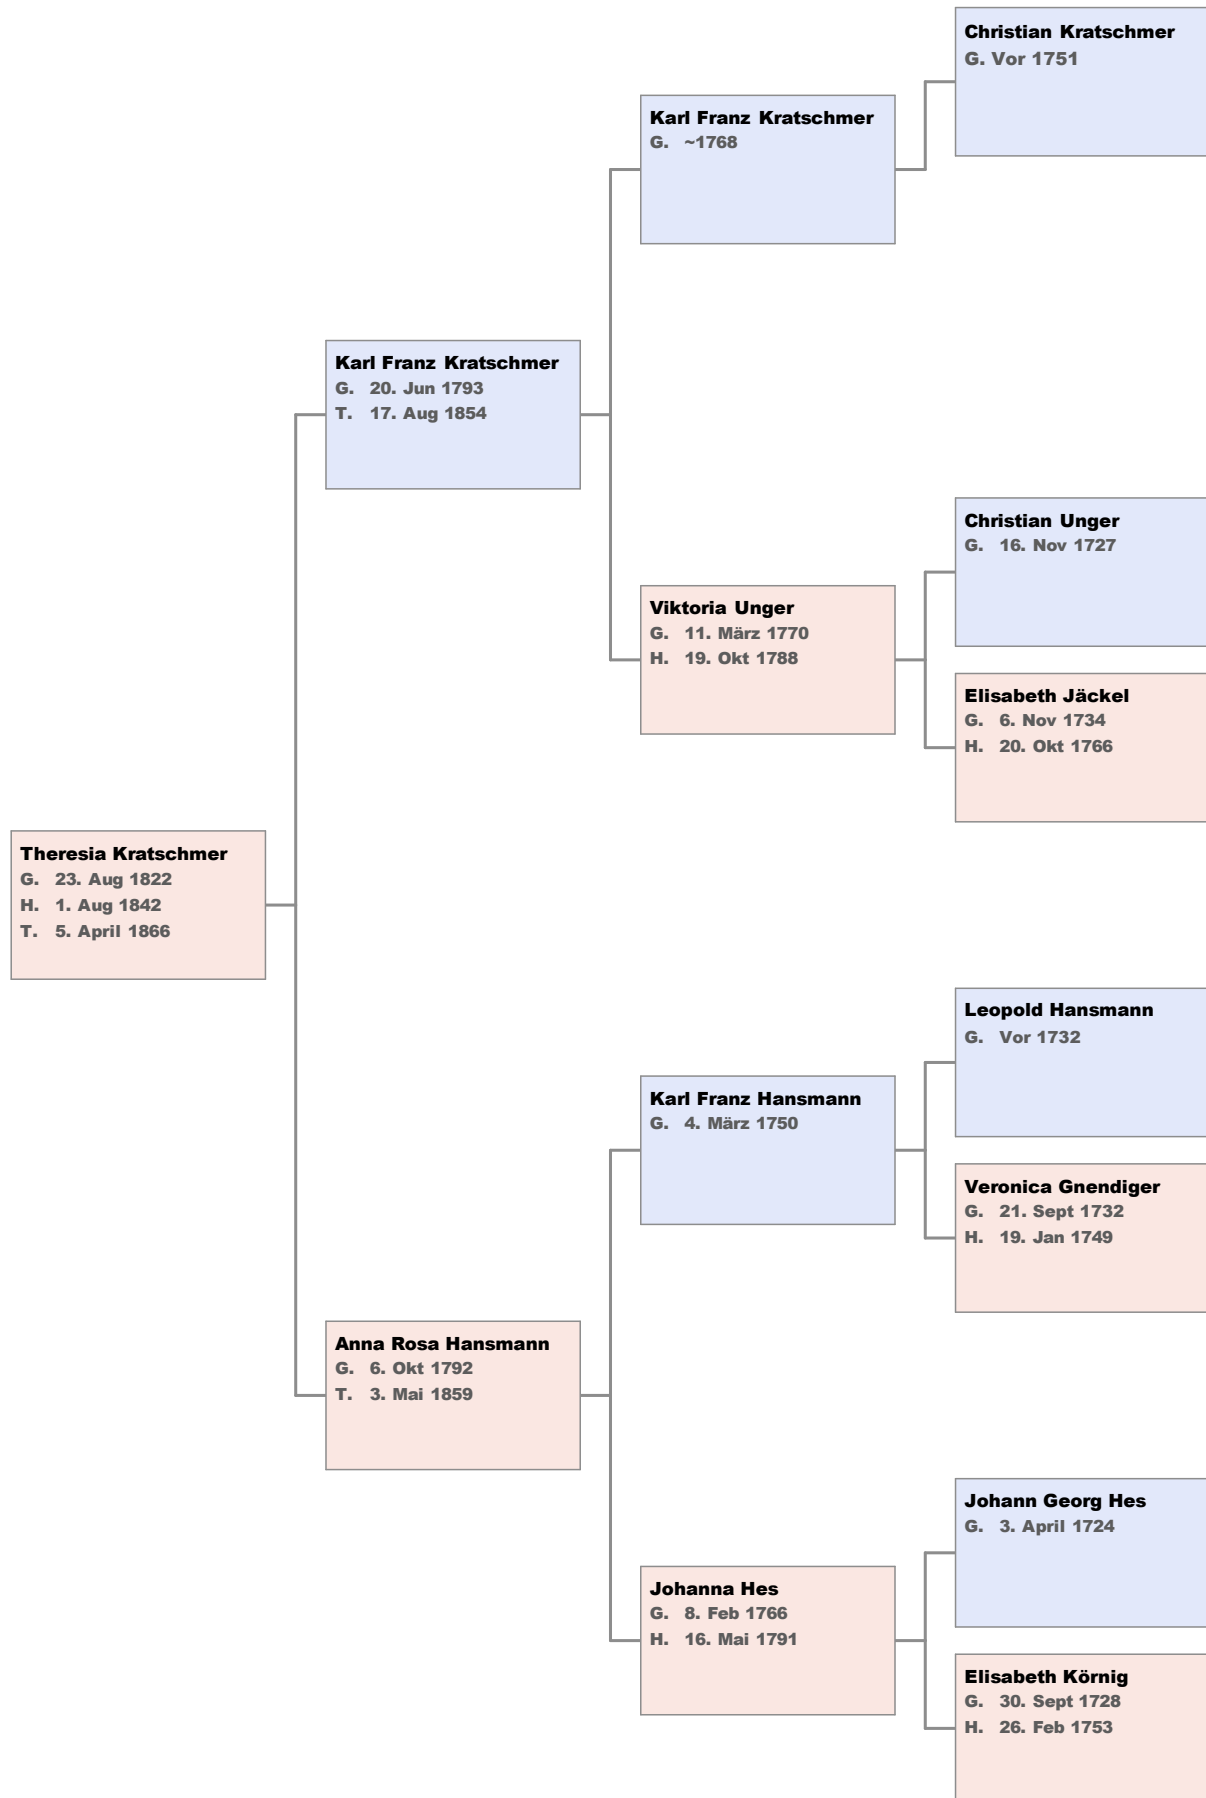 Christian Kratschmer
G. Vor 1751
Karl Franz Kratschmer
G. ~1768
Karl Franz Kratschmer
G. 20. Jun 1793
T. 17. Aug 1854
Christian Unger
G. 16. Nov 1727
Viktoria Unger
G. 11. März 1770
H. 19. Okt 1788
Elisabeth Jäckel
G. 6. Nov 1734
H. 20. Okt 1766
Theresia Kratschmer
G. 23. Aug 1822
H. 1. Aug 1842
T. 5. April 1866
Leopold Hansmann
G. Vor 1732
Karl Franz Hansmann
G. 4. März 1750
Veronica Gnendiger
G. 21. Sept 1732
H. 19. Jan 1749
Anna Rosa Hansmann
G. 6. Okt 1792
T. 3. Mai 1859
Johann Georg Hes
G. 3. April 1724
Johanna Hes
G. 8. Feb 1766
H. 16. Mai 1791
Elisabeth Körnig
G. 30. Sept 1728
H. 26. Feb 1753